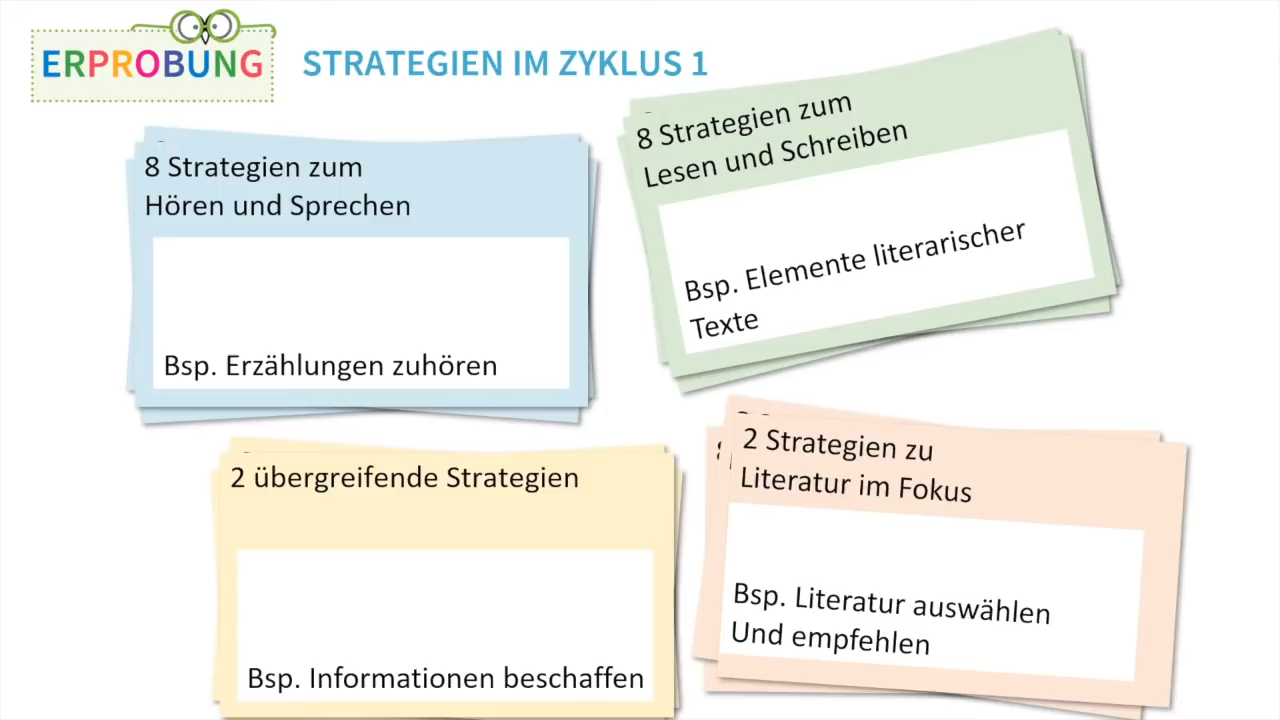 ERPROBUNG
STRATEGIEN IM ZYKLUS 1
8 Strategien zum
Hören und Sprechen
Bsp. Erzählungen zuhören
8 Strategien zum
Lesen und Schreiben
Bsp. Elemente literarischer
Texte
2 übergreifende Strategien
Bsp. Informationen beschaffen
2 Strategien zu
Literatur im Fokus
Bsp. Literatur auswählen
Und empfehlen